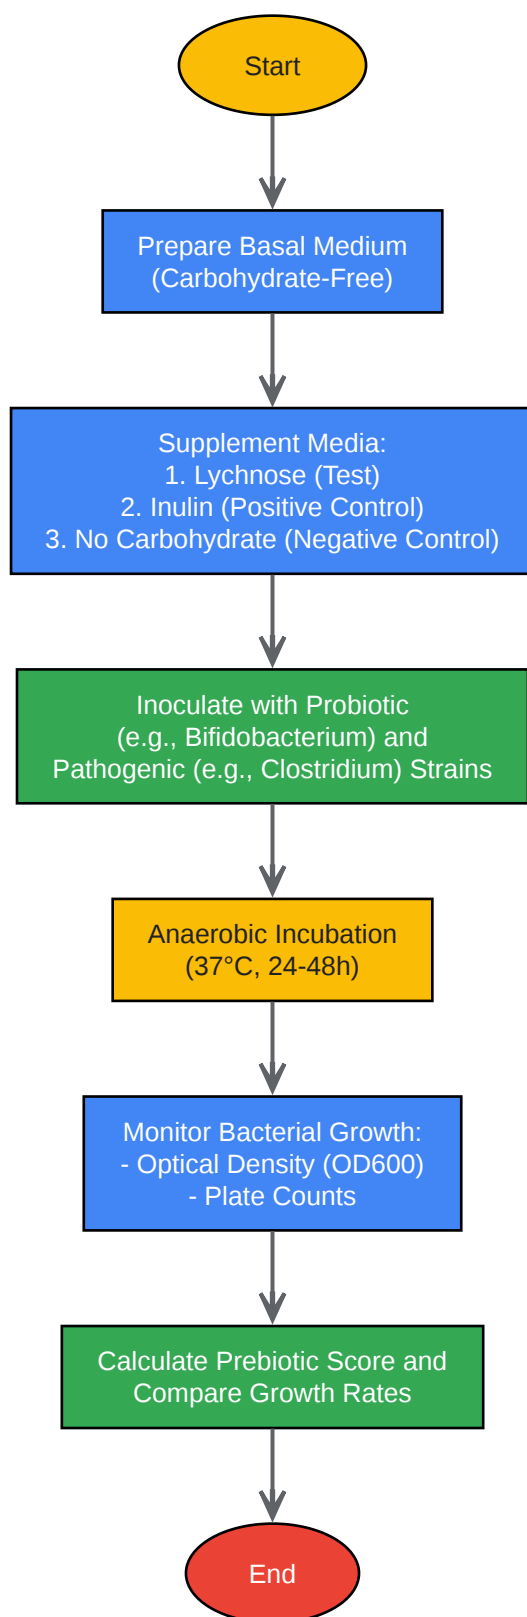 Start
Prepare Basal Medium
(Carbohydrate-Free)
Supplement Media:
1. Lychnose (Test)
2. Inulin (Positive Control)
3. No Carbohydrate (Negative Control)
Inoculate with Probiotic
(e.g., Bifidobacterium) and
Pathogenic (e.g., Clostridium) Strains
Anaerobic Incubation
(37°C, 24-48h)
Monitor Bacterial Growth:
- Optical Density (OD600)
- Plate Counts
Calculate Prebiotic Score and
Compare Growth Rates
End